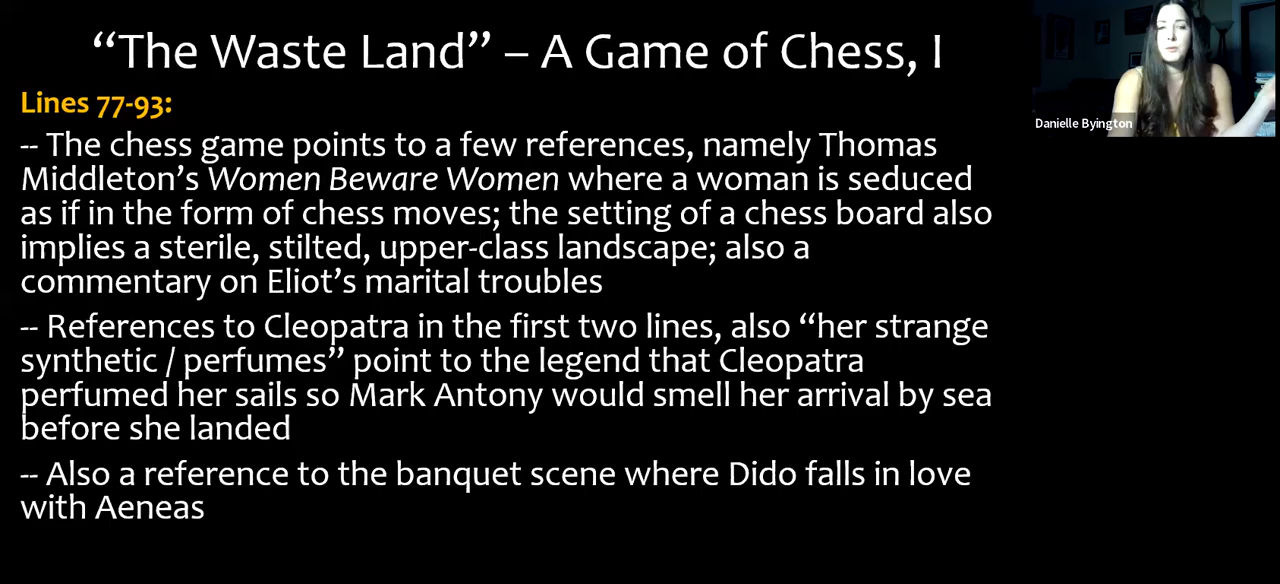 “The Waste Land” – A Game of Chess, I
Lines 77-93:
-- The chess game points to a few references, namely Thomas
Middleton’s Women Beware Women where a woman is seduced
as if in the form of chess moves; the setting of a chess board also
implies a sterile, stilted, upper-class landscape; also a
commentary on Eliot’s marital troubles
-- References to Cleopatra in the first two lines, also “her strange
synthetic / perfumes” point to the legend that Cleopatra
perfumed her sails so Mark Antony would smell her arrival by sea
before she landed
-- Also a reference to the banquet scene where Dido falls in love
with Aeneas
Danielle Byington